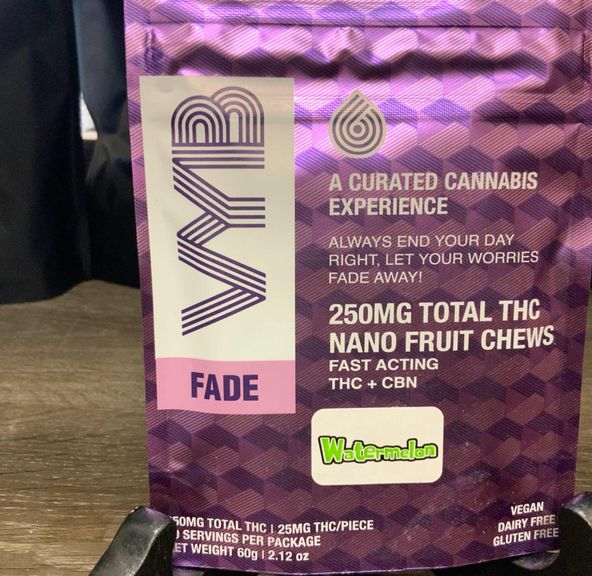 VYB
FADE
A CURATED CANNABIS
EXPERIENCE
ALWAYS END YOUR DAY
RIGHT, LET YOUR WORRIES
FADE AWAY!
250MG TOTAL THC
NANO FRUIT CHEWS
FAST ACTING
THC + CBN
Watermelon
50MG TOTAL THC | 25MG THC/PIECE
SERVINGS PER PACKAGE
ET WEIGHT 60g | 2.12 oz
VEGAN
DAIRY FREE
GLUTEN FREE